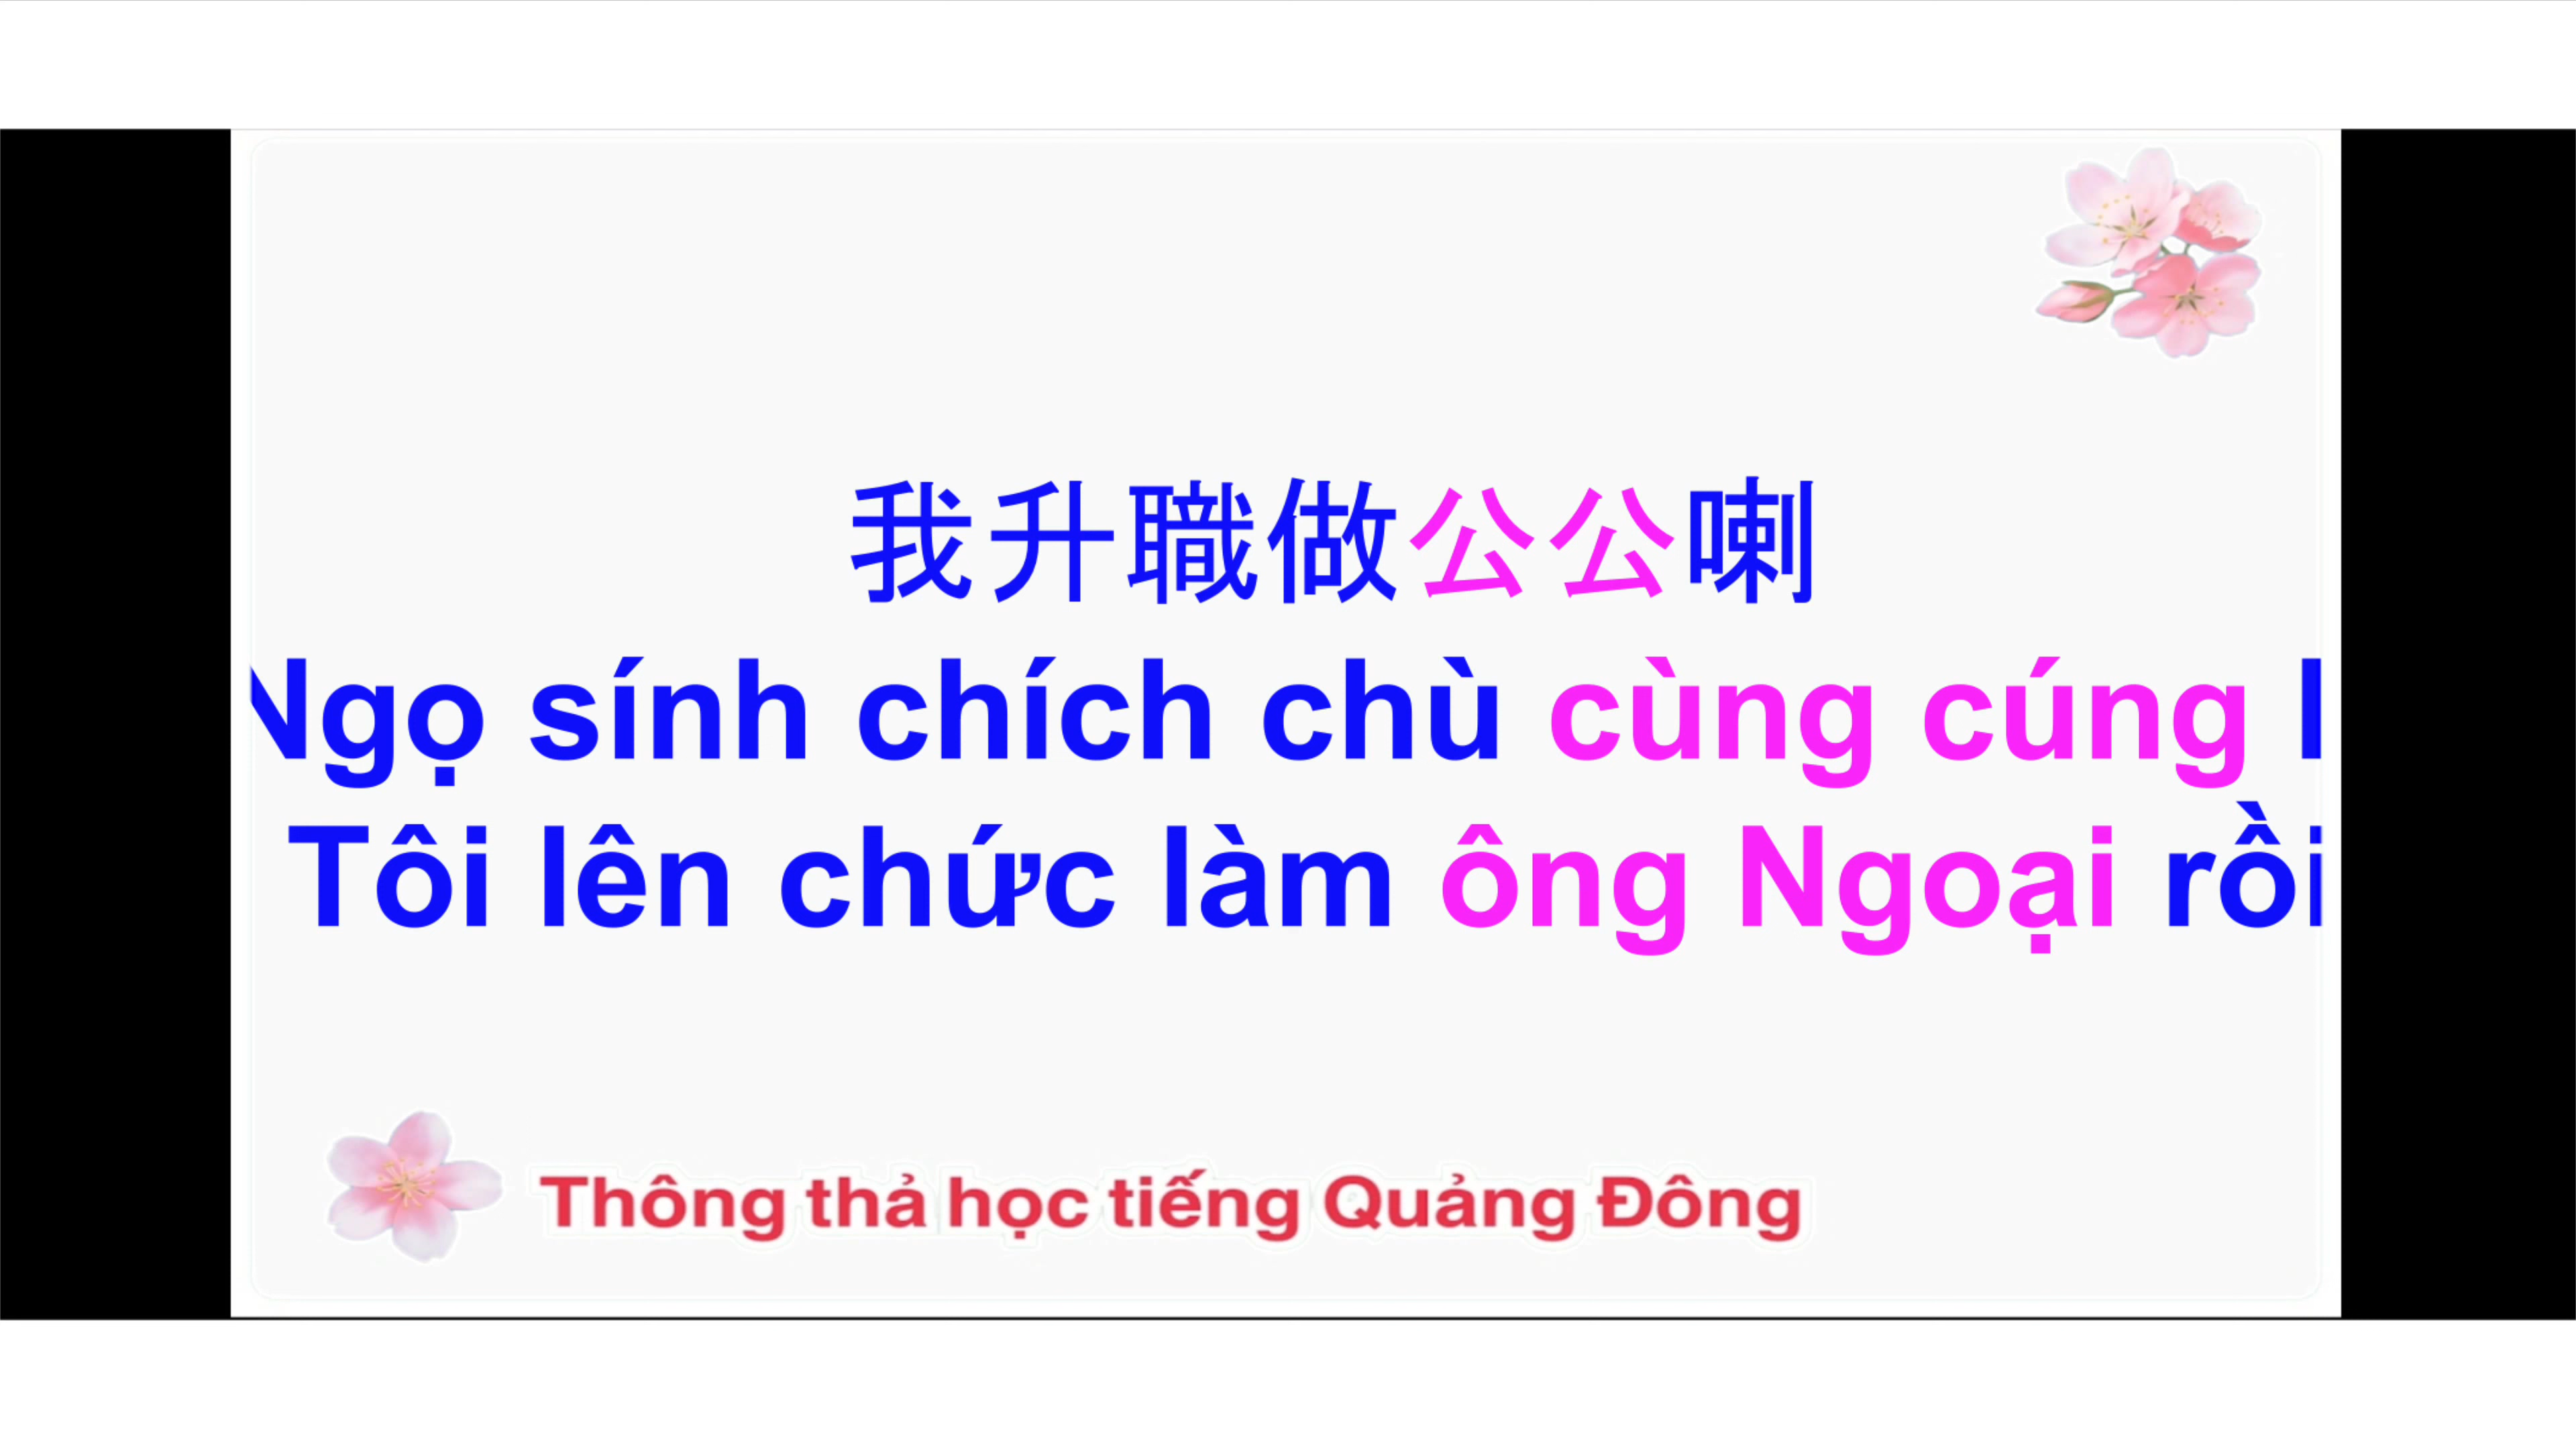 我升職做公公喇
Ngọ sính chích chù cùng cúng
Tôi lên chức làm ông Ngoại rồi
Thông thả học tiếng Quảng Đông